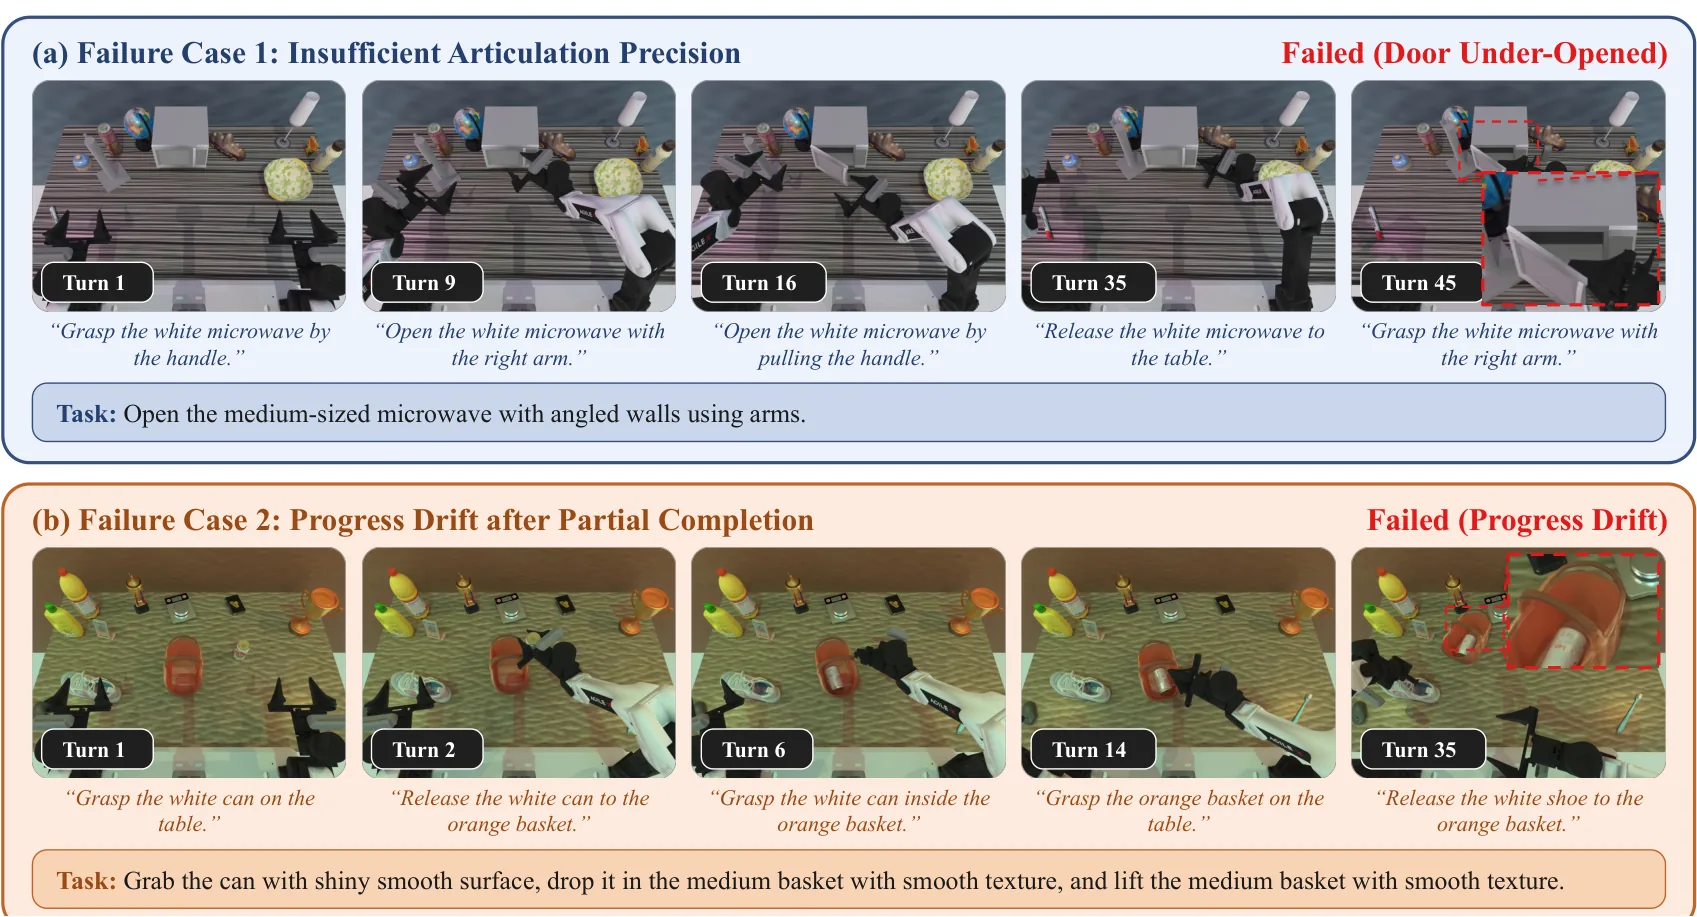 (a) Failure Case 1: Insufficient Articulation Precision
Failed (Door Under-Opened)
Turn 1
Turn 9
Turn 16
Turn 35
Turn 45
“Grasp the white microwave by
the handle.”
“Open the white microwave with
the right arm.”
“Open the white microwave by
pulling the handle.”
“Release the white microwave to
the table.”
“Grasp the white microwave with
the right arm.”
Task: Open the medium-sized microwave with angled walls using arms.
(b) Failure Case 2: Progress Drift after Partial Completion
Failed (Progress Drift)
Turn 1
Turn 2
Turn 6
Turn 14
Turn 35
“Grasp the white can on the
table.”
“Release the white can to the
orange basket.”
“Grasp the white can inside the
orange basket.”
“Grasp the orange basket on the
table.”
“Release the white shoe to the
orange basket.”
Task: Grab the can with shiny smooth surface, drop it in the medium basket with smooth texture, and lift the medium basket with smooth texture.